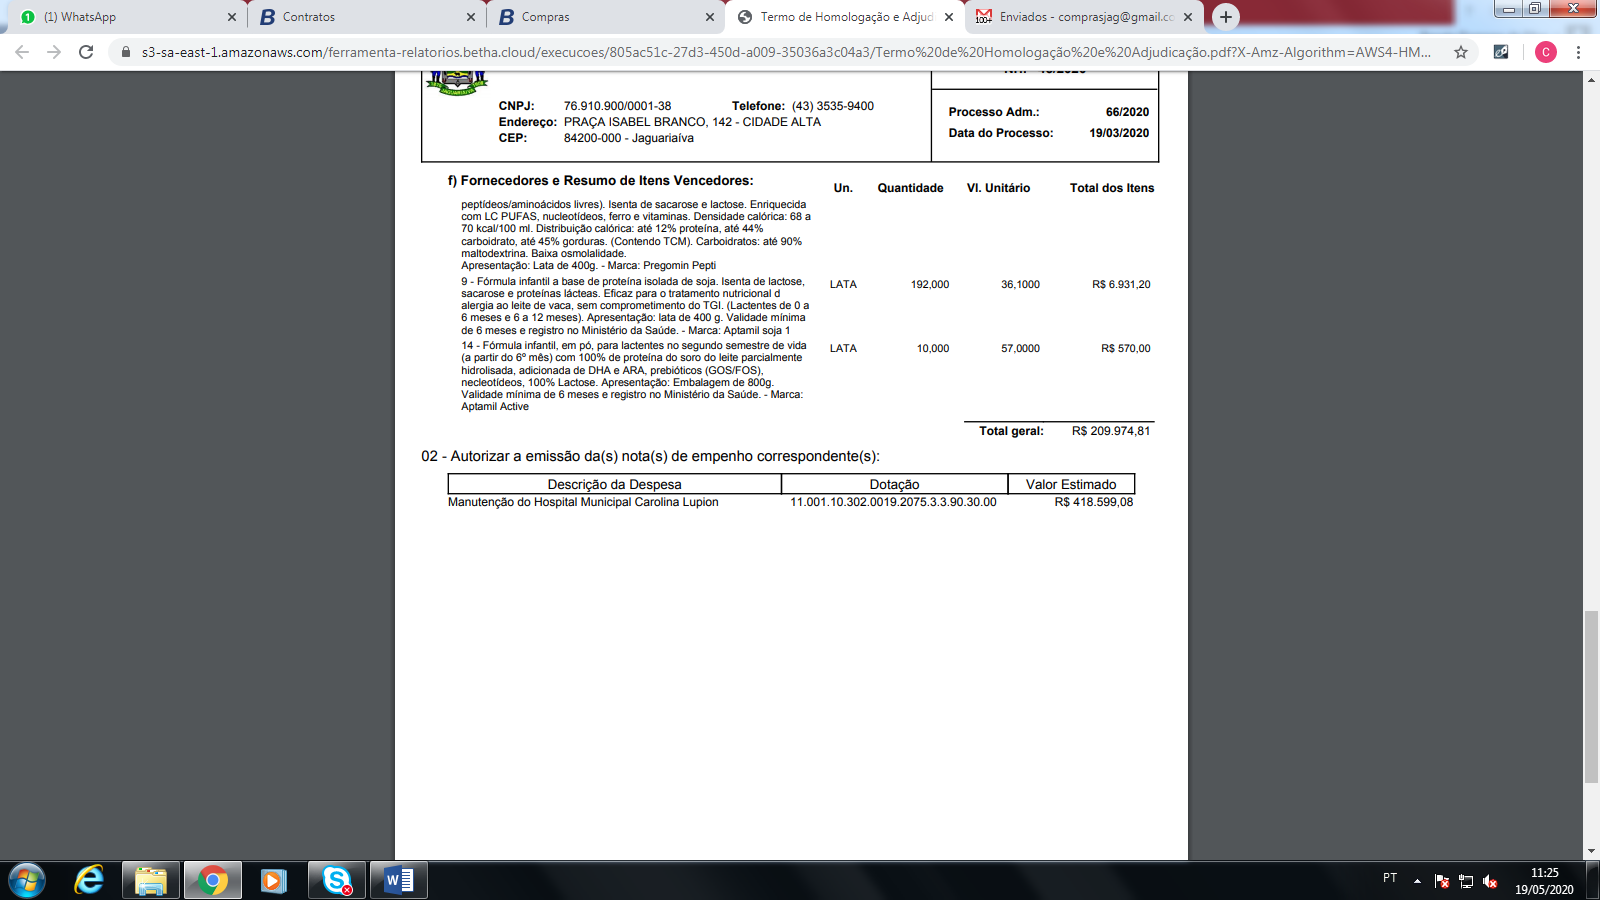 (1) WhatsApp
Contratos
Compras
Termo de Homologação e Adjud
Enviados - comprasjag@gmail.co
s3-sa-east-1.amazonaws.com/ferramenta-relatorios.betha.cloud/execucoes/805ac51c-27d3-450d-a009-35036a3c04a3/Termo%20de%20Homologação%20e%20Adjudicação.pdf?X-Amz-Algorithm=AWS4-HM...
C
JAGUARIAÍVA
CNPJ: 76.910.900/0001-38 Telefone: (43) 3535-9400
Endereço: PRAÇA ISABEL BRANCO, 142 - CIDADE ALTA
CEP: 84200-000 - Jaguariaíva
Processo Adm.: 66/2020
Data do Processo: 19/03/2020
f) Fornecedores e Resumo de Itens Vencedores:
Un. Quantidade Vl. Unitário Total dos Itens
peptídeos/aminoácidos livres). Isenta de sacarose e lactose. Enriquecida
com LC PUFAS, nucleotídeos, ferro e vitaminas. Densidade calórica: 68 a
70 kcal/100 ml. Distribuição calórica: até 12% proteína, até 44%
carboidrato, até 45% gorduras. (Contendo TCM). Carboidratos: até 90%
maltodextrina. Baixa osmolalidade.
Apresentação: Lata de 400g. - Marca: Pregomin Pepti
9 - Fórmula infantil a base de proteína isolada de soja. Isenta de lactose, LATA 192,000 36,1000 R$ 6.931,20
sacarose e proteínas lácteas. Eficaz para o tratamento nutricional d
alergia ao leite de vaca, sem comprometimento do TGI. (Lactentes de 0 a
6 meses e 6 a 12 meses). Apresentação: lata de 400 g. Validade mínima
de 6 meses e registro no Ministério da Saúde. - Marca: Aptamil soja 1
14 - Fórmula infantil, em pó, para lactentes no segundo semestre de vida LATA 10,000 57,0000 R$ 570,00
(a partir do 6º mês) com 100% de proteína do soro do leite parcialmente
hidrolisada, adicionada de DHA e ARA, prebióticos (GOS/FOS),
necleotídeos, 100% Lactose. Apresentação: Embalagem de 800g.
Validade mínima de 6 meses e registro no Ministério da Saúde. - Marca:
Aptamil Active
Total geral: R$ 209.974,81
02 - Autorizar a emissão da(s) nota(s) de empenho correspondente(s):
Descrição da Despesa Dotação Valor Estimado
Manutenção do Hospital Municipal Carolina Lupion 11.001.10.302.0019.2075.3.3.90.30.00 R$ 418.599,08
PT
11:25
19/05/2020